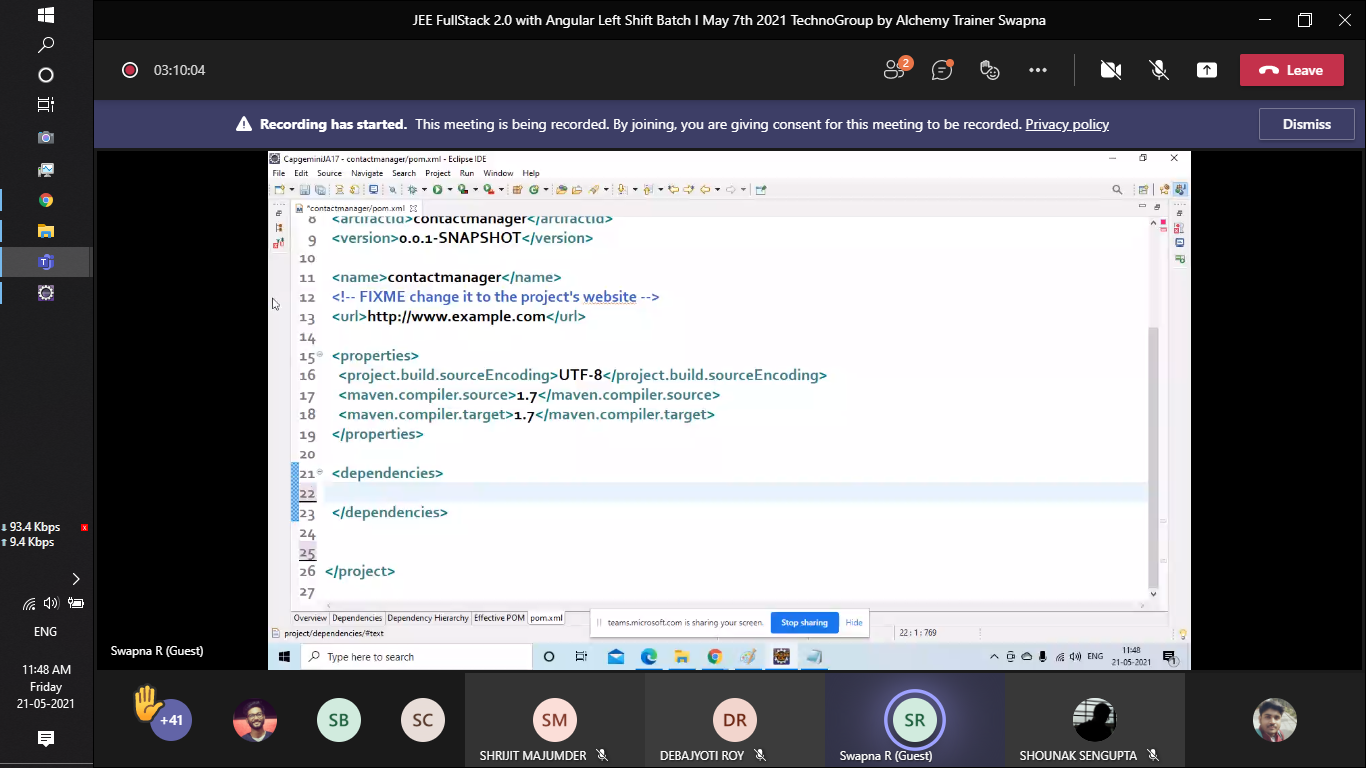 JEE FullStack 2.0 with Angular Left Shift Batch I May 7th 2021 TechnoGroup by Alchemy Trainer Swapna
03:10:04
2
Leave
Recording has started. This meeting is being recorded. By joining, you are giving consent for this meeting to be recorded. Privacy policy
Dismiss
CapgeminiJA17 - contactmanager/pom.xml - Eclipse IDE
File Edit Source Navigate Search Project Run Window Help
*contactmanager/pom.xml
8 <artifactId>contactmanager</artifactId>
9 <version>0.0.1-SNAPSHOT</version>
10
11 <name>contactmanager</name>
12 <!-- FIXME change it to the project's website -->
13 <url>http://www.example.com</url>
14
15 <properties>
16 <project.build.sourceEncoding>UTF-8</project.build.sourceEncoding>
17 <maven.compiler.source>1.7</maven.compiler.source>
18 <maven.compiler.target>1.7</maven.compiler.target>
19 </properties>
20
21 <dependencies>
22
23 </dependencies>
24
25
26 </project>
27
Overview Dependencies Dependency Hierarchy Effective POM pom.xml
teams.microsoft.com is sharing your screen. Stop sharing Hide
project/dependencies/#text
22 : 1 : 769
Type here to search
ENG
11:48
21-05-2021
1
Swapna R (Guest)
+41
SB
SC
SM
SHRIJIT MAJUMDER
DR
DEBAJYOTI ROY
SR
Swapna R (Guest)
SHOUNAK SENGUPTA
93.4 Kbps
x
9.4 Kbps
ENG
11:48 AM
Friday
21-05-2021